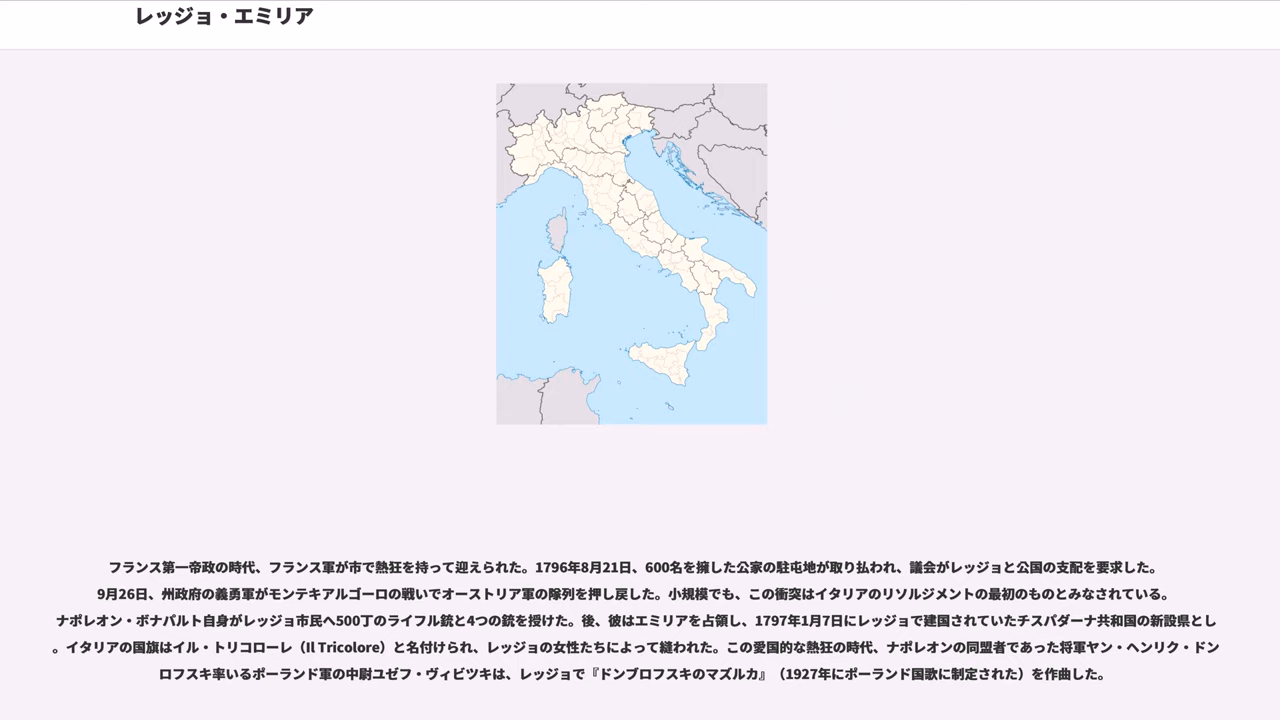 レッジョ・エミリア
フランス第一帝政の時代、フランス軍が市で熱狂を持って迎えられた。1796年8月21日、600名を擁した公家の駐屯地が取り払われ、議会がレッジョと公国の支配を要求した。
9月26日、州政府の義勇軍がモンテキアルゴーロの戦いでオーストリア軍の隊列を押し戻した。小規模でも、この衝突はイタリアのリソルジメントの最初のものとみなされている。
ナポレオン・ボナパルト自身がレッジョ市民へ500丁のライフル銃と4つの銃を授けた。後、彼はエミリアを占領し、1797年1月7日にレッジョで建国されていたチスパダーナ共和国の新設県とし
。イタリアの国旗はイル・トリコローレ（Il Tricolore）と名付けられ、レッジョの女性たちによって縫われた。この愛国的な熱狂の時代、ナポレオンの同盟者であった将軍ヤン・ヘンリク・ドン
ロフスキ率いるポーランド軍の中尉ユゼフ・ヴィビツキは、レッジョで『ドンブロフスキのマズルカ』（1927年にポーランド国歌に制定された）を作曲した。